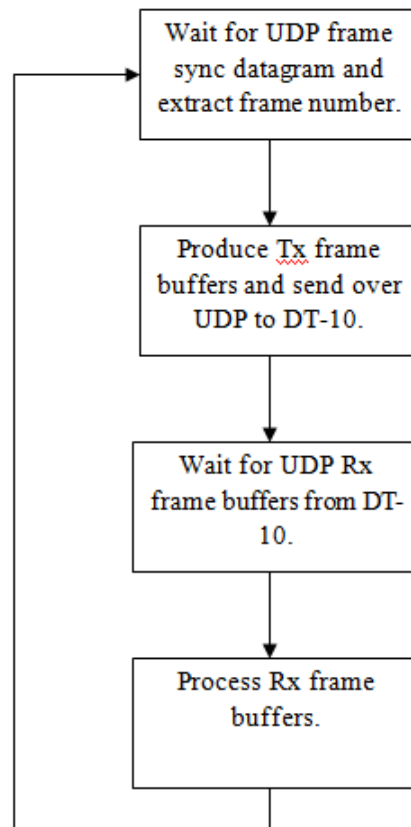 Wait for UDP frame
sync datagram and
extract frame number.
Produce Tx frame
buffers and send over
UDP to DT-10.
Wait for UDP Rx
frame buffers from DT-
10.
Process Rx frame
buffers.